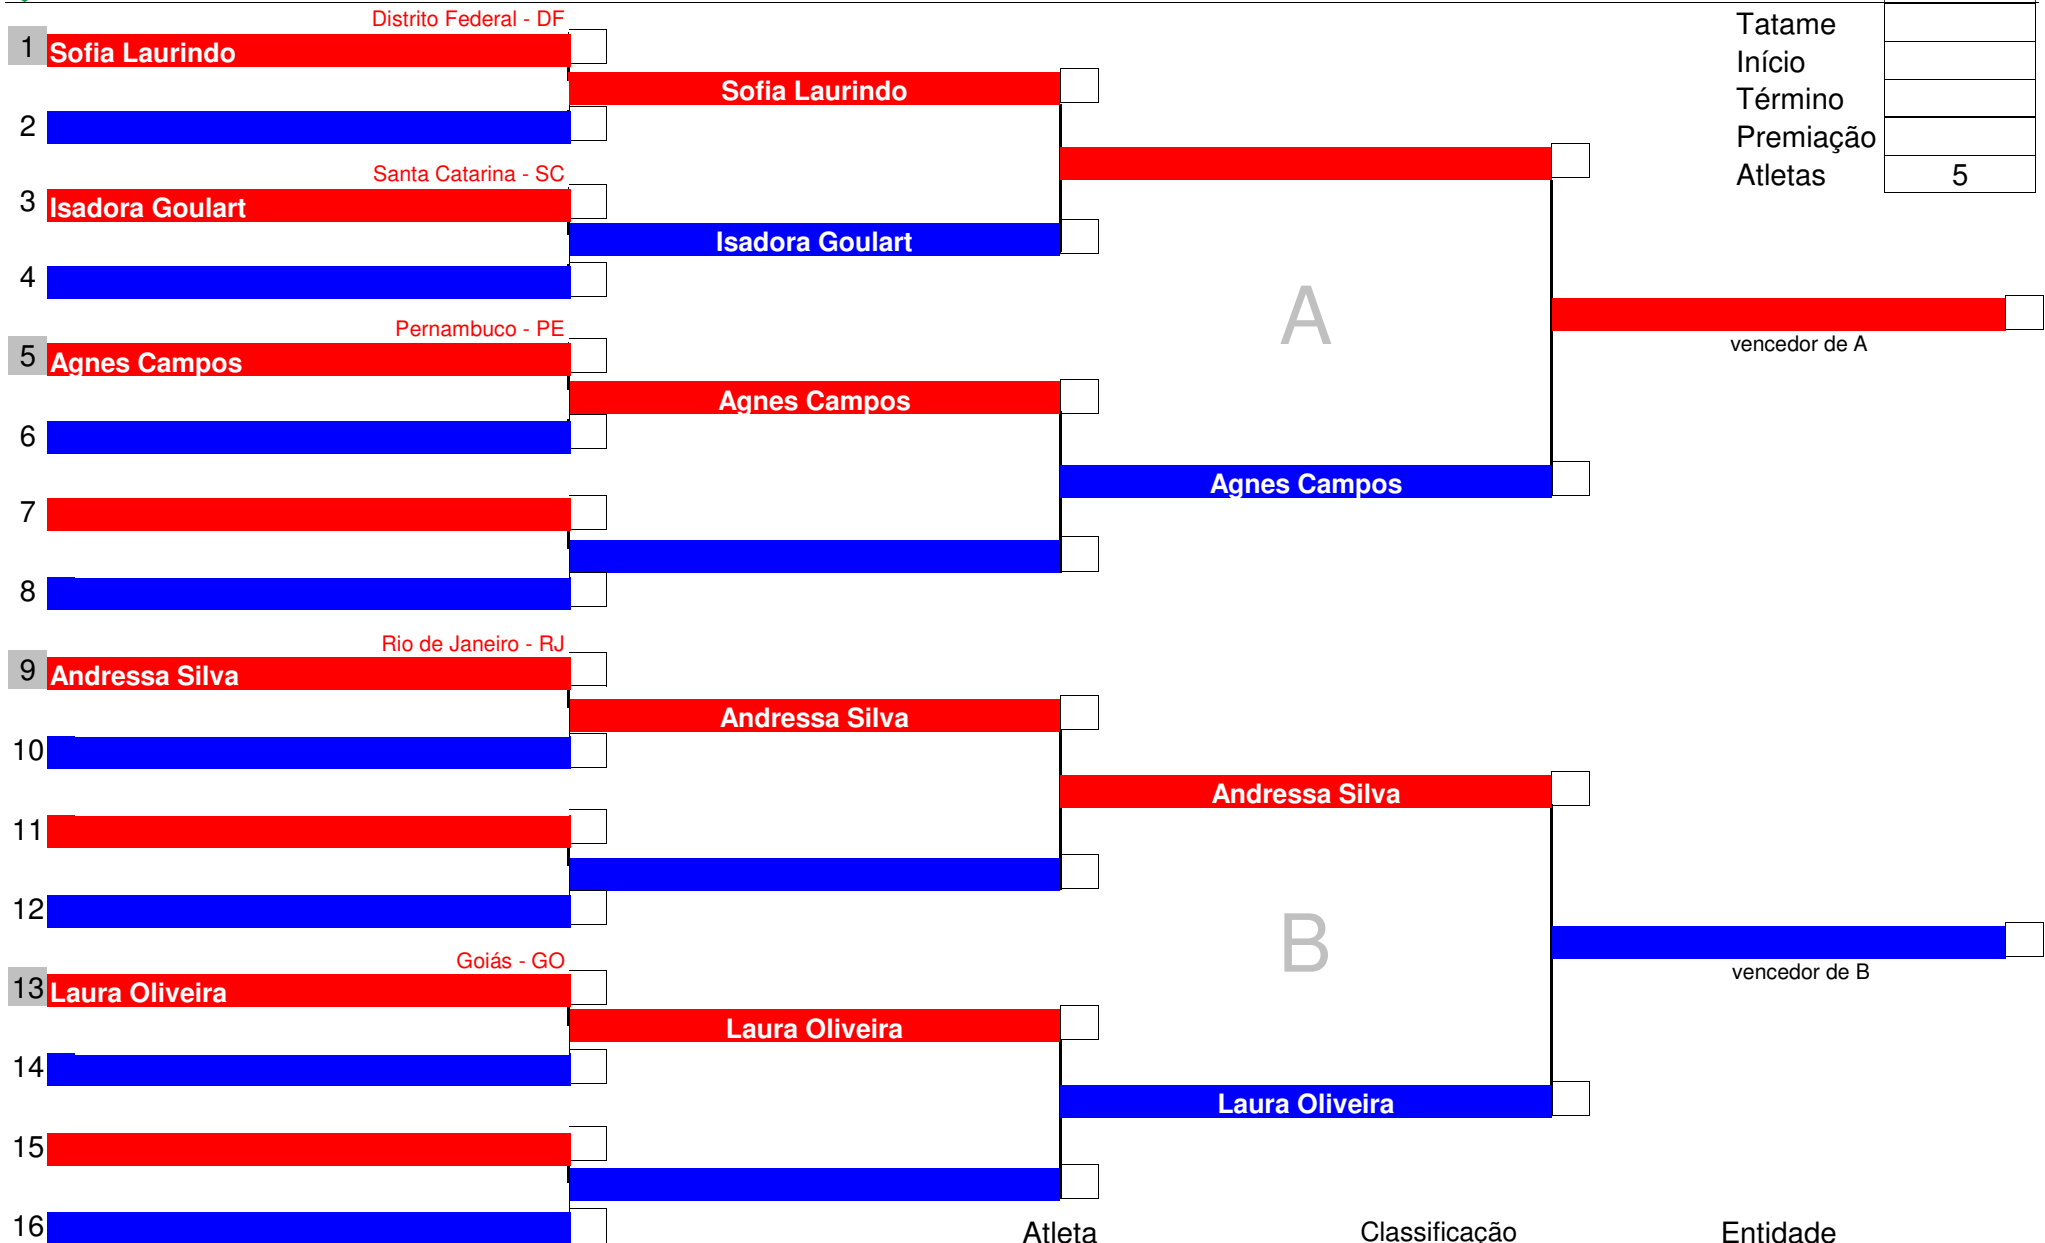 Distrito Federal - DF
Tatame
1 Sofia Laurindo
Início
Sofia Laurindo
Término
2
Premiação
Santa Catarina - SC
Atletas 5
3 Isadora Goulart
Isadora Goulart
4
A
Pernambuco - PE
vencedor de A
5 Agnes Campos
Agnes Campos
6
Agnes Campos
7
8
Rio de Janeiro - RJ
9 Andressa Silva
Andressa Silva
10
Andressa Silva
11
12
B
Goiás - GO
vencedor de B
13 Laura Oliveira
Laura Oliveira
14
Laura Oliveira
15
16
Atleta Classificação Entidade